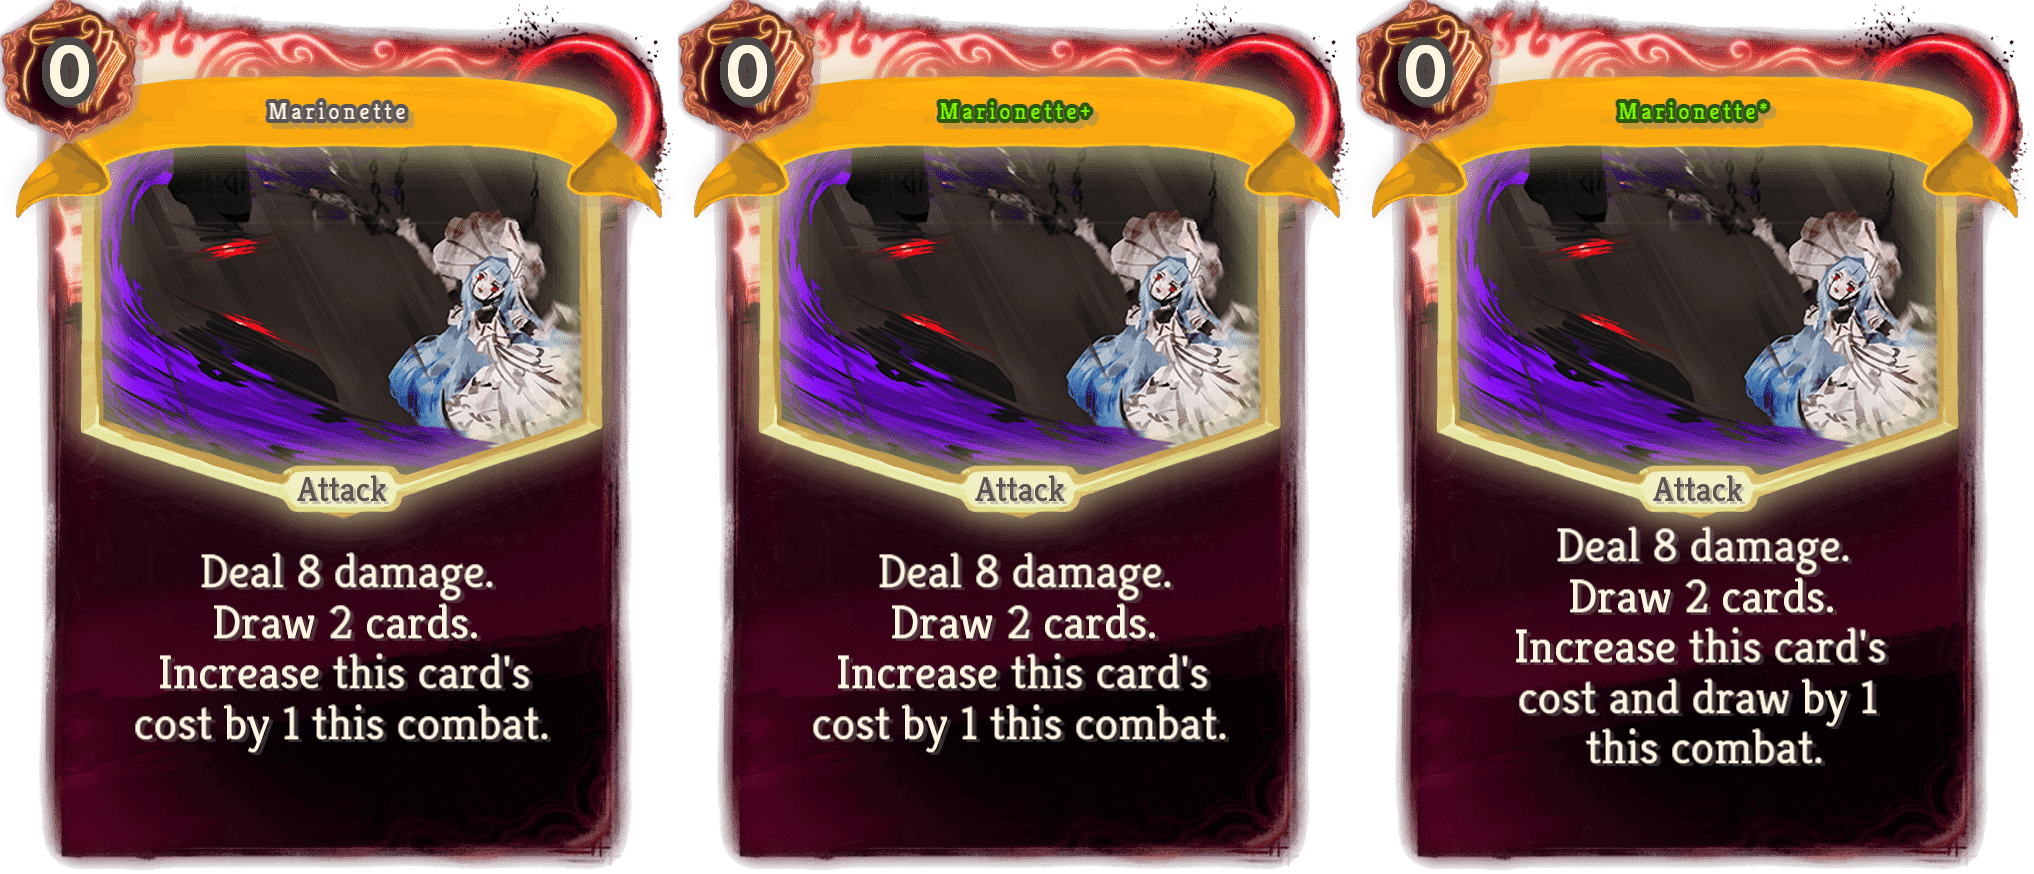 0
Marionette
Attack
Deal 8 damage.
Draw 2 cards.
Increase this card's
cost by 1 this combat.
0
Marionette+
Attack
Deal 8 damage.
Draw 2 cards.
Increase this card's
cost by 1 this combat.
0
Marionette*
Attack
Deal 8 damage.
Draw 2 cards.
Increase this card's
cost and draw by 1
this combat.